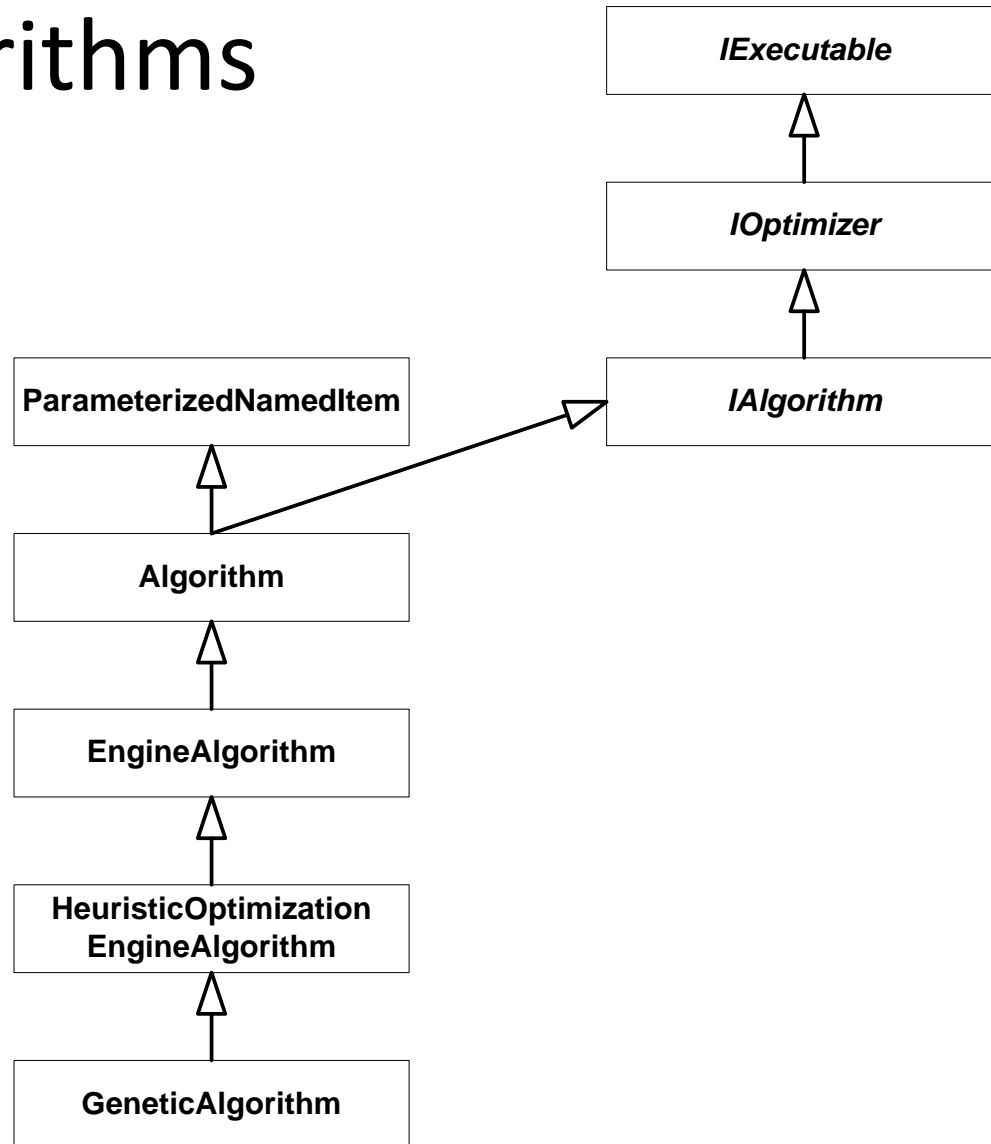 rithms
IExecutable
IOptimizer
IAlgorithm
ParameterizedNamedItem
Algorithm
EngineAlgorithm
HeuristicOptimization
EngineAlgorithm
GeneticAlgorithm